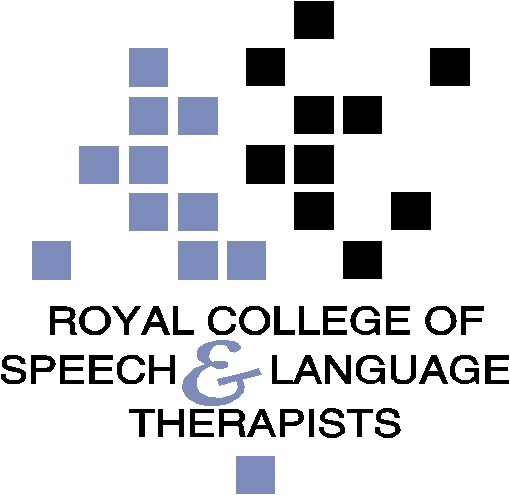 ROYAL COLLEGE OF
SPEECH & LANGUAGE
THERAPISTS